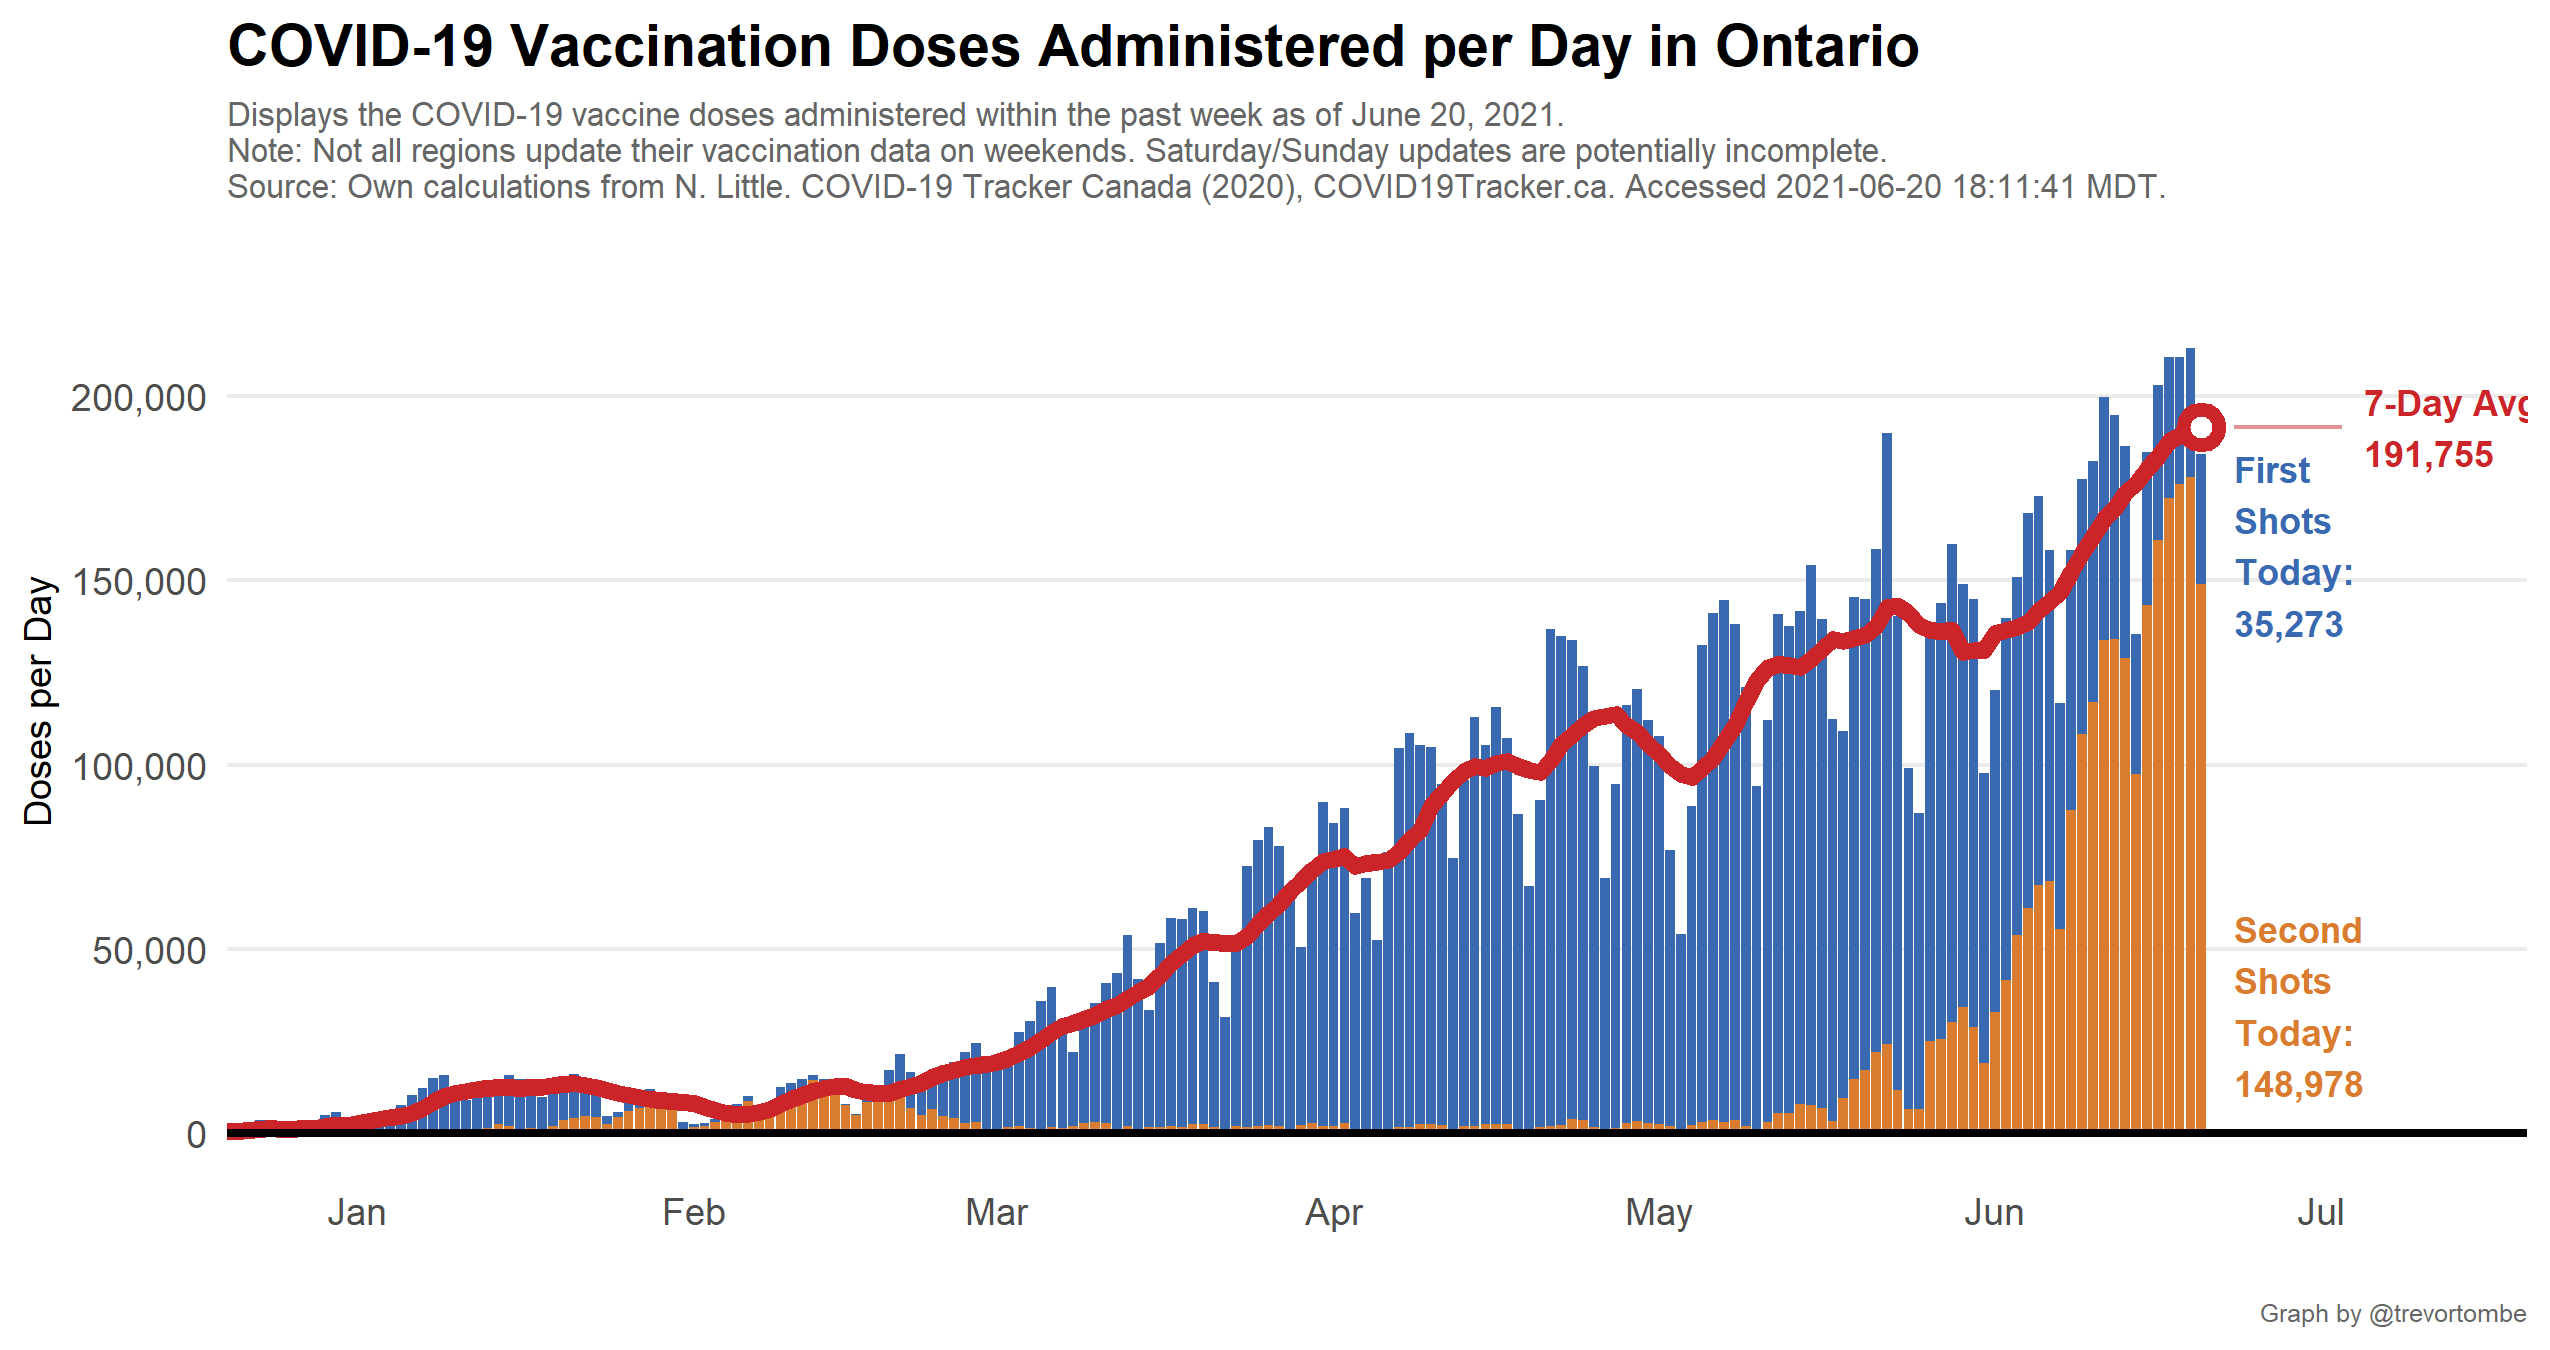 COVID-19 Vaccination Doses Administered per Day in Ontario
Displays the COVID-19 vaccine doses administered within the past week as of June 20, 2021.
Note: Not all regions update their vaccination data on weekends. Saturday/Sunday updates are potentially incomplete.
Source: Own calculations from N. Little. COVID-19 Tracker Canada (2020), COVID19Tracker.ca. Accessed 2021-06-20 18:11:41 MDT.
Doses per Day
200,000
150,000
100,000
50,000
0
7-Day Avg
191,755
First
Shots
Today:
35,273
Second
Shots
Today:
148,978
Jan
Feb
Mar
Apr
May
Jun
Jul
Graph by @trevortombe